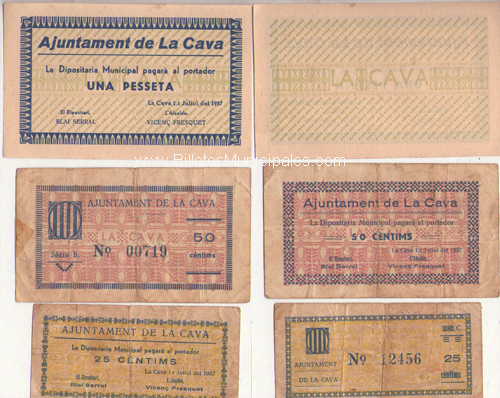 Ajuntament de La Cava
La Dipositaria Municipal pagarà al portador
UNA PESSETA
La Cava 1.r Juliol del 1937
El Dipositari, L'Alcalde,
BLAI SERRAL VICENÇ FRESQUET
LA CAVA
www.BilletesMunicipales.com
AJUNTAMENT DE LA CAVA
LA CAVA
50
Sèrie B. Nº 00719 cèntims
Ajuntament de La Cava
La Dipositaria Municipal pagarà al portador
50 CÈNTIMS
La Cava 1.r Juliol del 1937
L'Alcalde,
Blai Serral Vicenç Fresquet
AJUNTAMENT DE LA CAVA
La Dipositaria Municipal pagarà al portador
25 CÈNTIMS
La Cava 1.r Juliol del 1937
L'Alcalde,
Blai Serral Vicenç Fresquet
SÈRIE C.
Nº 12456 25
AJUNTAMENT cèntims
DE LA CAVA